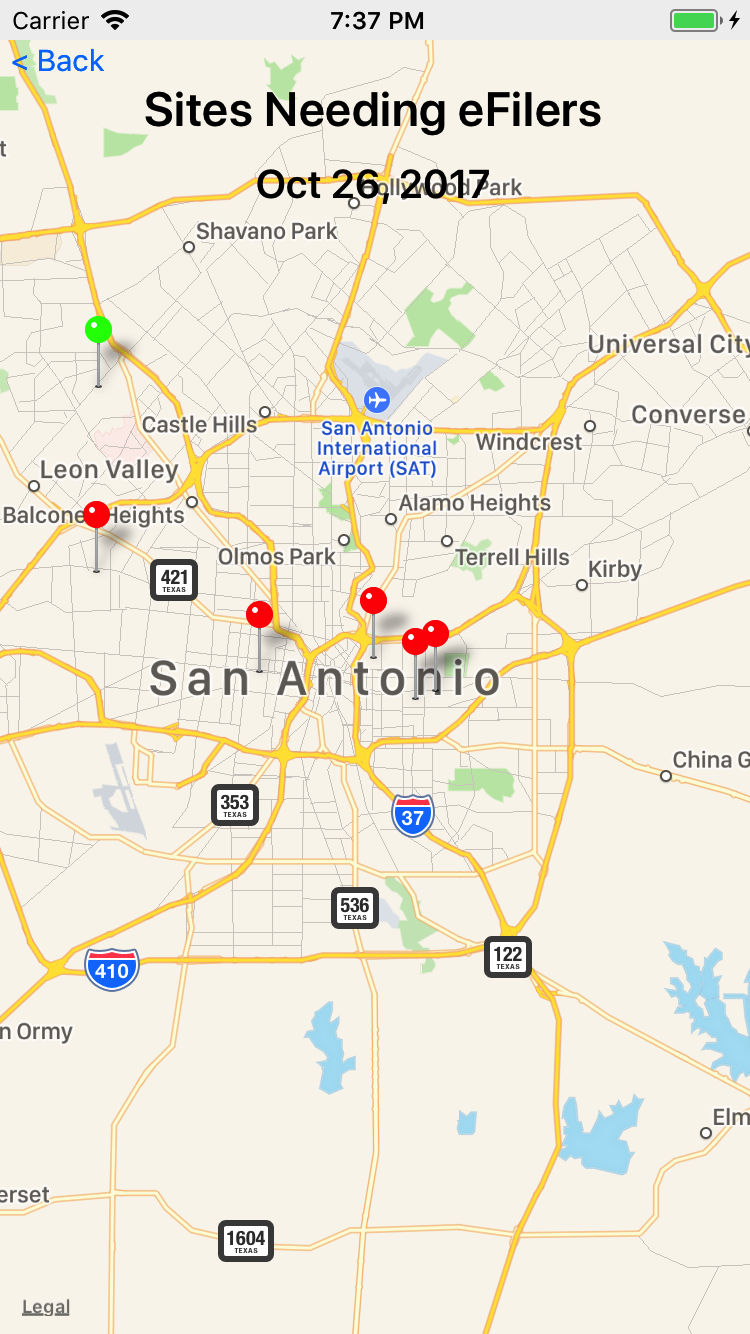 Carrier 7:37 PM
< Back
Sites Needing eFilers
t
Oct 26, 2017
Hollywood Park
Shavano Park
Universal City
Converse
Castle Hills
San Antonio
International
Airport (SAT)
Windcrest
Leon Valley
Alamo Heights
Balcones Heights
Olmos Park
Terrell Hills
Kirby
421
TEXAS
San Antonio
China G
353
TEXAS
37
536
TEXAS
122
TEXAS
410
n Ormy
Elm
erset
1604
TEXAS
Legal